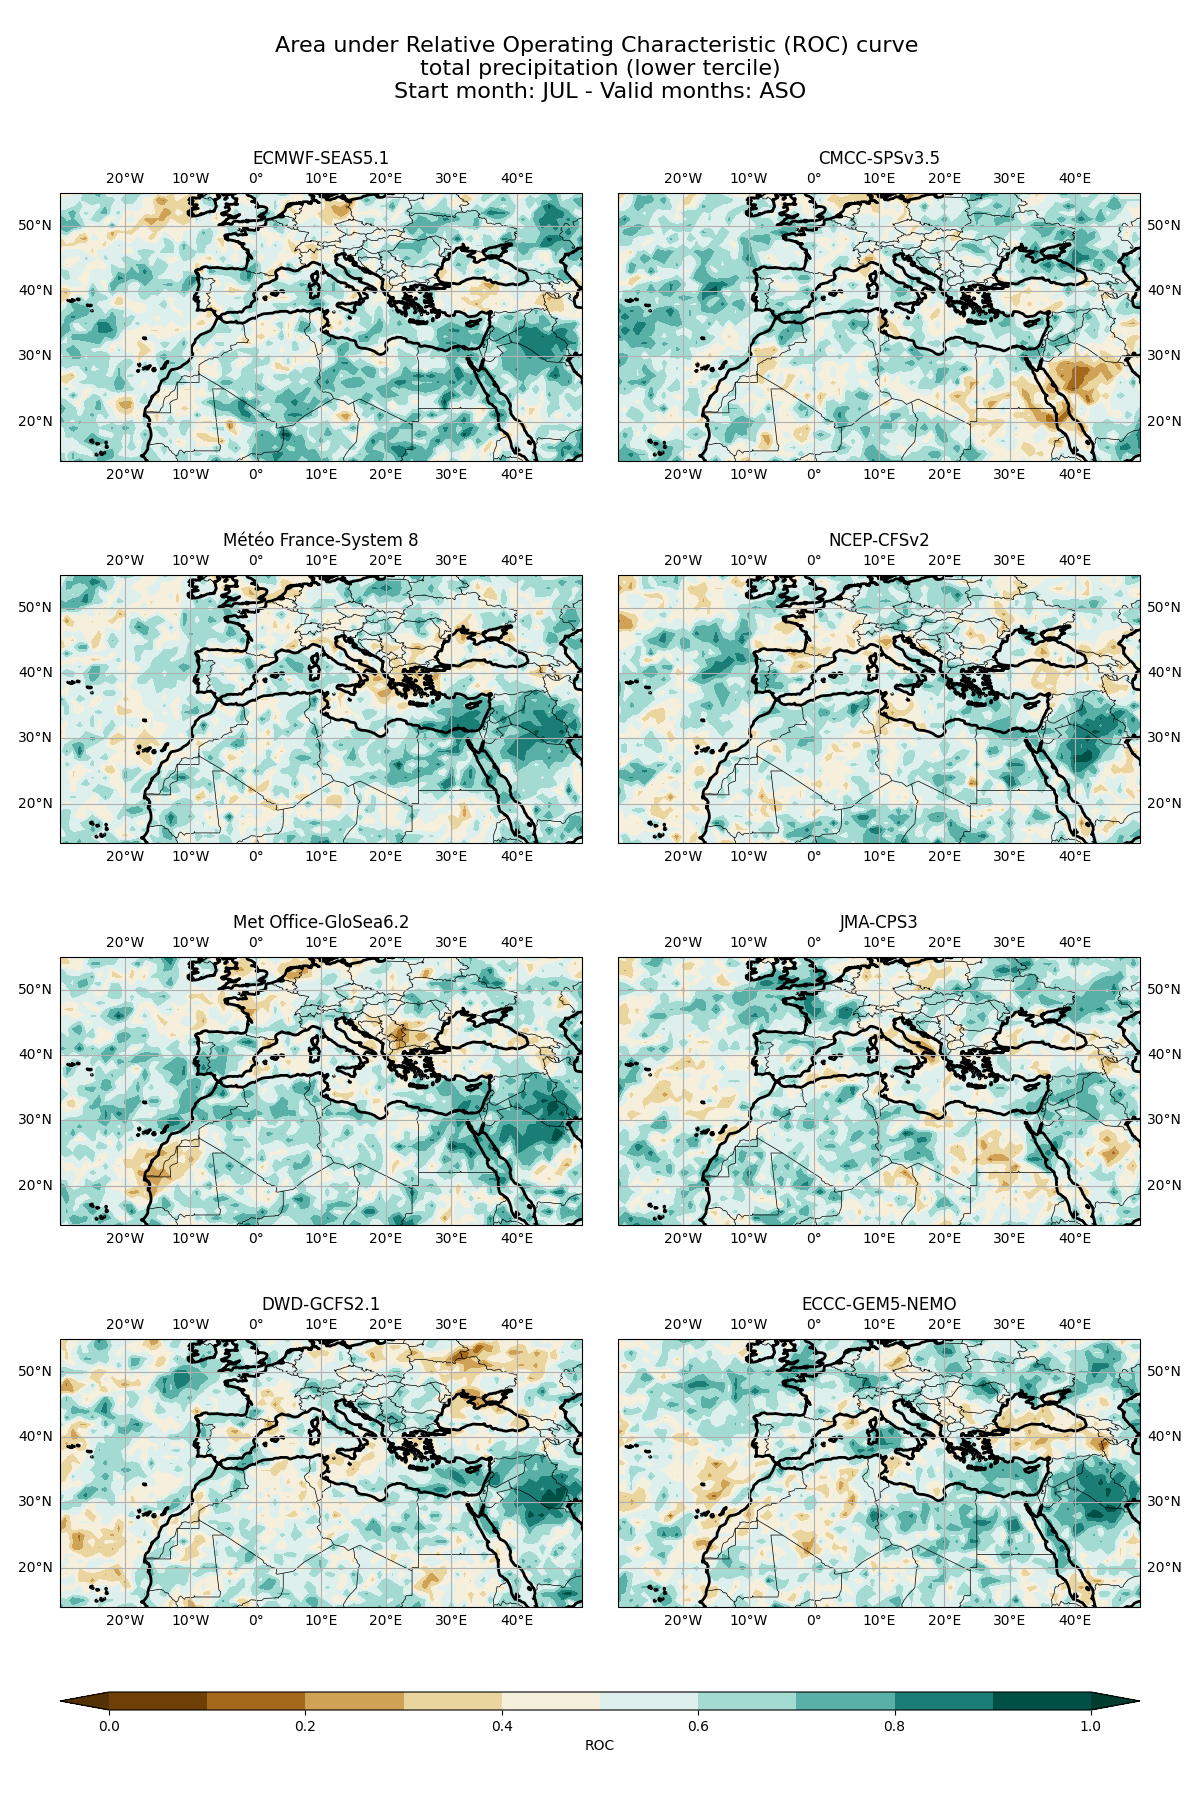 Area under Relative Operating Characteristic (ROC) curve
total precipitation (lower tercile)
Start month: JUL - Valid months: ASO
ECMWF-SEAS5.1
20°W 10°W 0° 10°E 20°E 30°E 40°E
50°N
40°N
30°N
20°N
20°W 10°W 0° 10°E 20°E 30°E 40°E
CMCC-SPSv3.5
20°W 10°W 0° 10°E 20°E 30°E 40°E
50°N
40°N
30°N
20°N
20°W 10°W 0° 10°E 20°E 30°E 40°E
Météo France-System 8
20°W 10°W 0° 10°E 20°E 30°E 40°E
50°N
40°N
30°N
20°N
20°W 10°W 0° 10°E 20°E 30°E 40°E
NCEP-CFSv2
20°W 10°W 0° 10°E 20°E 30°E 40°E
50°N
40°N
30°N
20°N
20°W 10°W 0° 10°E 20°E 30°E 40°E
Met Office-GloSea6.2
20°W 10°W 0° 10°E 20°E 30°E 40°E
50°N
40°N
30°N
20°N
20°W 10°W 0° 10°E 20°E 30°E 40°E
JMA-CPS3
20°W 10°W 0° 10°E 20°E 30°E 40°E
50°N
40°N
30°N
20°N
20°W 10°W 0° 10°E 20°E 30°E 40°E
DWD-GCFS2.1
20°W 10°W 0° 10°E 20°E 30°E 40°E
50°N
40°N
30°N
20°N
20°W 10°W 0° 10°E 20°E 30°E 40°E
ECCC-GEM5-NEMO
20°W 10°W 0° 10°E 20°E 30°E 40°E
50°N
40°N
30°N
20°N
20°W 10°W 0° 10°E 20°E 30°E 40°E
0.0 0.2 0.4 0.6 0.8 1.0
ROC